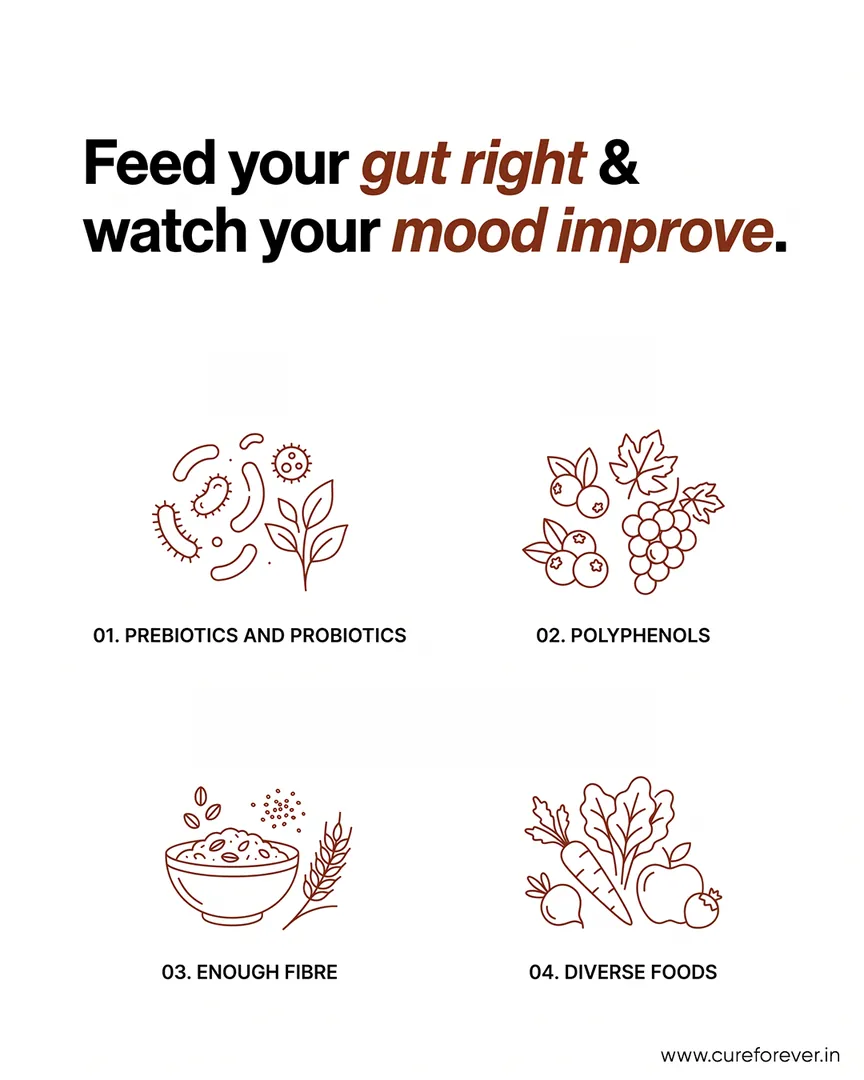 Feed your gut right &
watch your mood improve.
01. PREBIOTICS AND PROBIOTICS
02. POLYPHENOLS
03. ENOUGH FIBRE
04. DIVERSE FOODS
www.cureforever.in